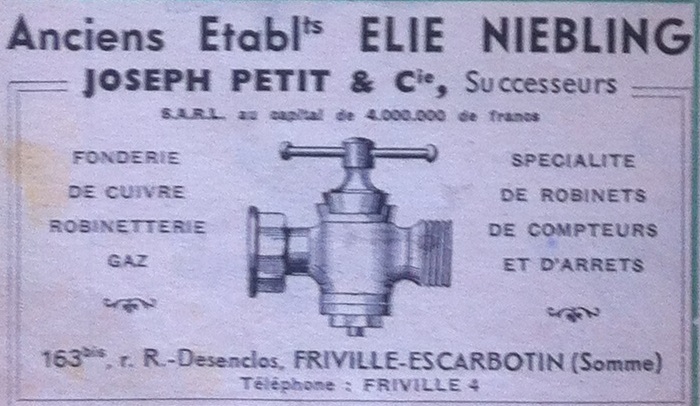 Anciens Etablts ELIE NIEBLING
JOSEPH PETIT & Cie, Successeurs
S.A.R.L. au capital de 4.000.000 de francs
FONDERIE
DE CUIVRE
ROBINETTERIE
GAZ
SPECIALITE
DE ROBINETS
DE COMPTEURS
ET D'ARRETS
163bis, r. R.-Desenclos, FRIVILLE-ESCARBOTIN (Somme)
Téléphone : FRIVILLE 4